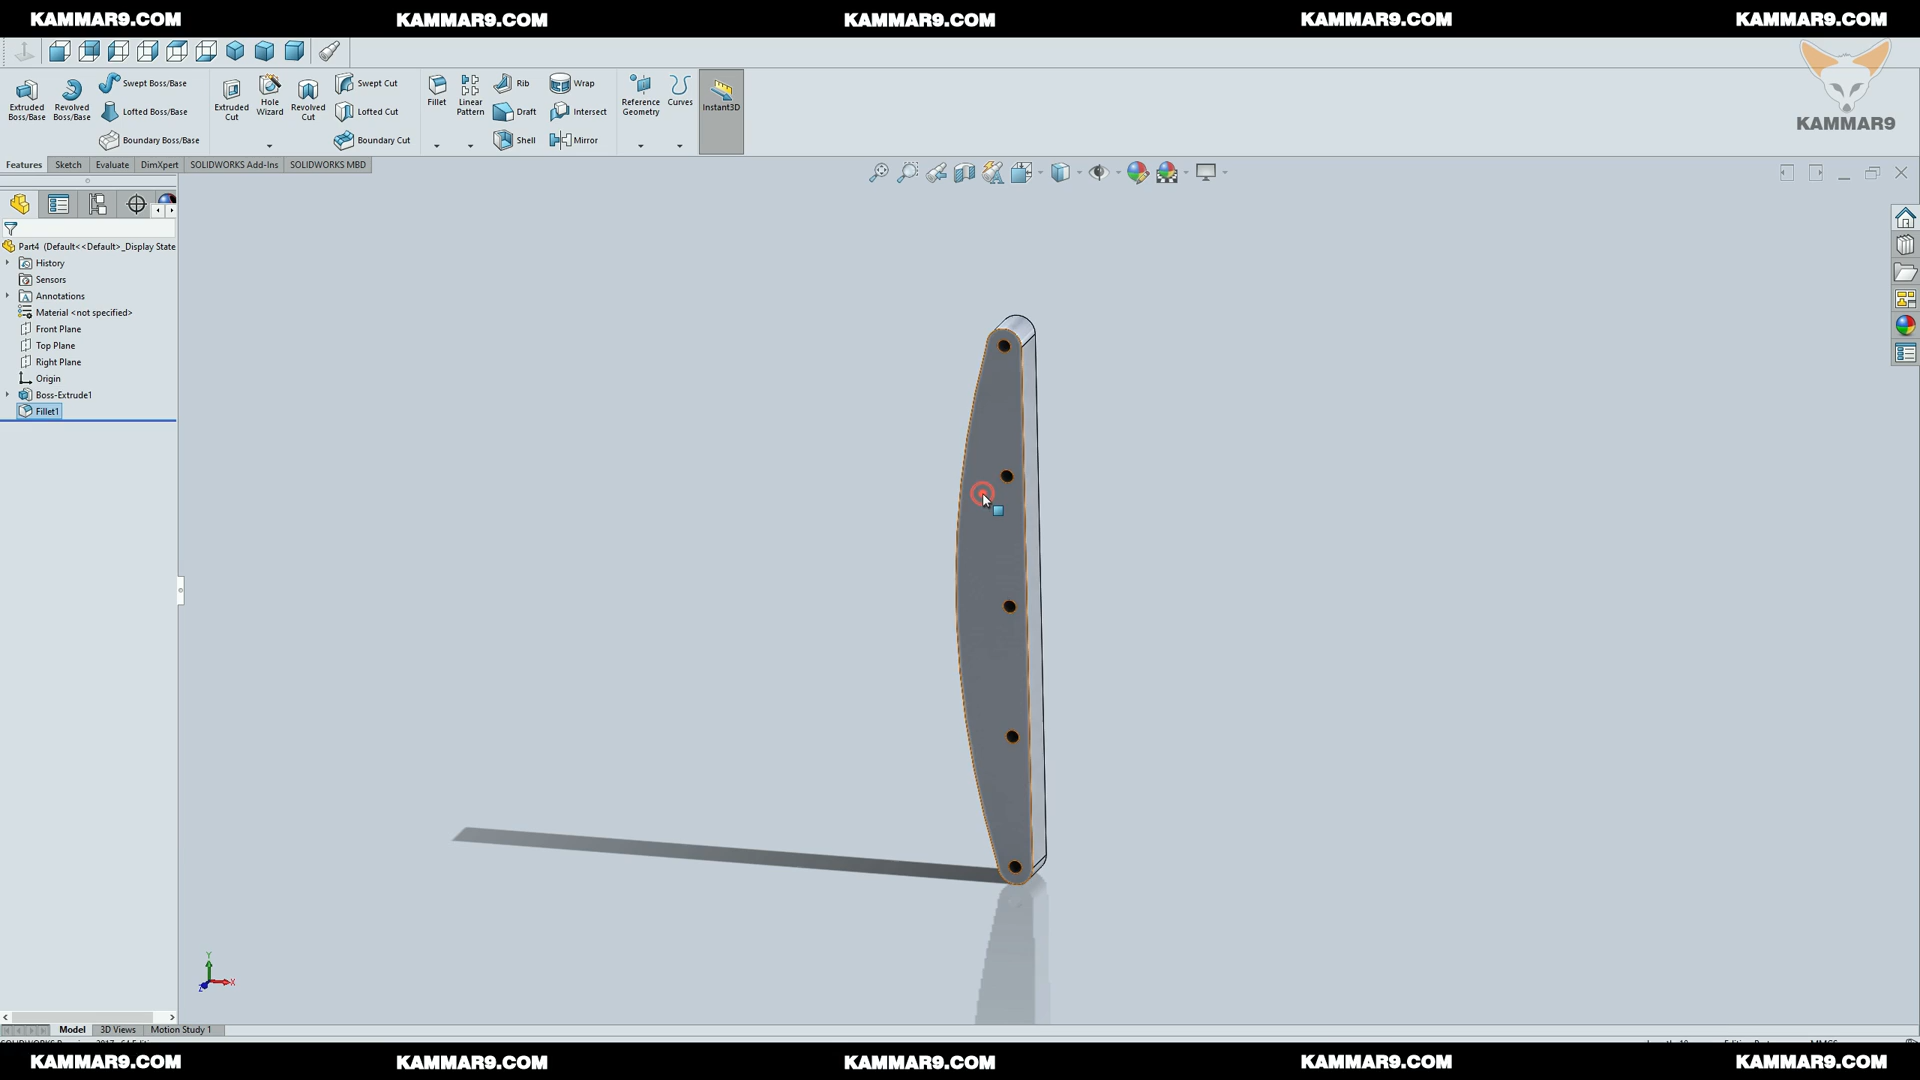 KAMMAR9.COM KAMMAR9.COM KAMMAR9.COM KAMMAR9.COM KAMMAR9.COM
Extruded Boss/Base
Revolved Boss/Base
Swept Boss/Base
Lofted Boss/Base
Boundary Boss/Base
Extruded Cut
Hole Wizard
Revolved Cut
Swept Cut
Lofted Cut
Boundary Cut
Fillet
Linear Pattern
Rib
Draft
Shell
Wrap
Intersect
Mirror
Reference Geometry
Curves
Instant3D
KAMMAR9
Features Sketch Evaluate DimXpert SOLIDWORKS Add-Ins SOLIDWORKS MBD
Part4 (Default<<Default>_Display State
History
Sensors
Annotations
Material <not specified>
Front Plane
Top Plane
Right Plane
Origin
Boss-Extrude1
Fillet1
Y
X
Z
Model 3D Views Motion Study 1
KAMMAR9.COM KAMMAR9.COM KAMMAR9.COM KAMMAR9.COM KAMMAR9.COM